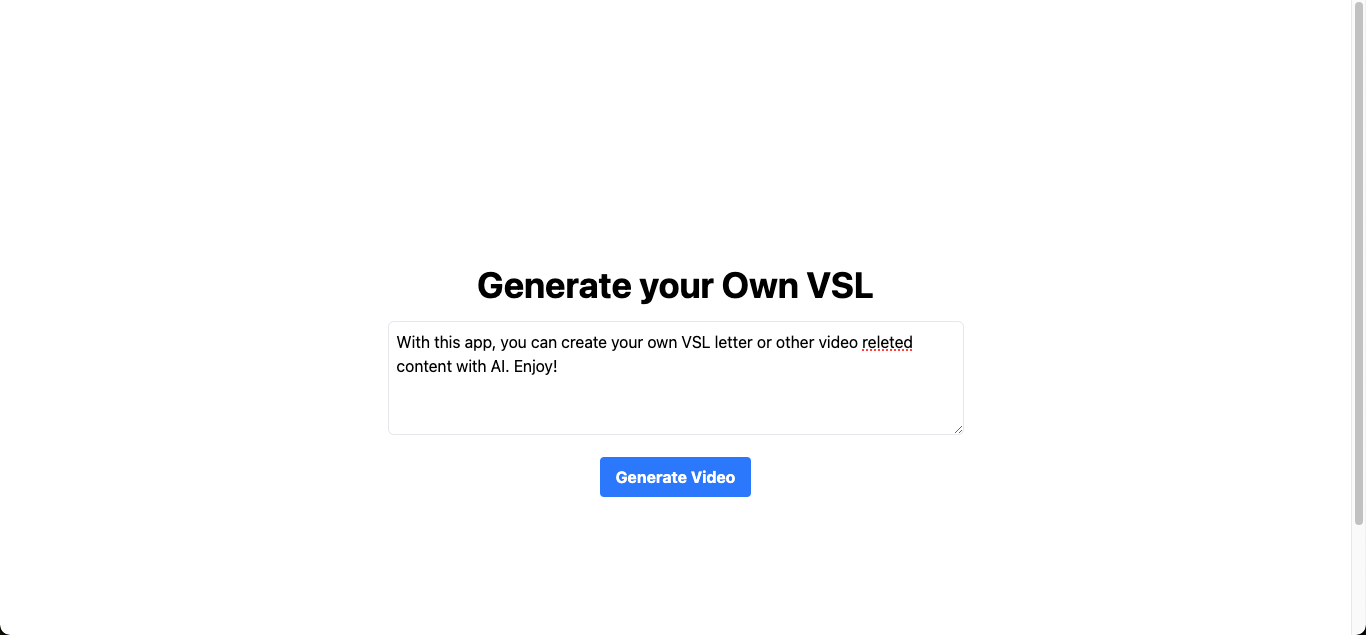 Generate your Own VSL
With this app, you can create your own VSL letter or other video releted
content with AI. Enjoy!
Generate Video